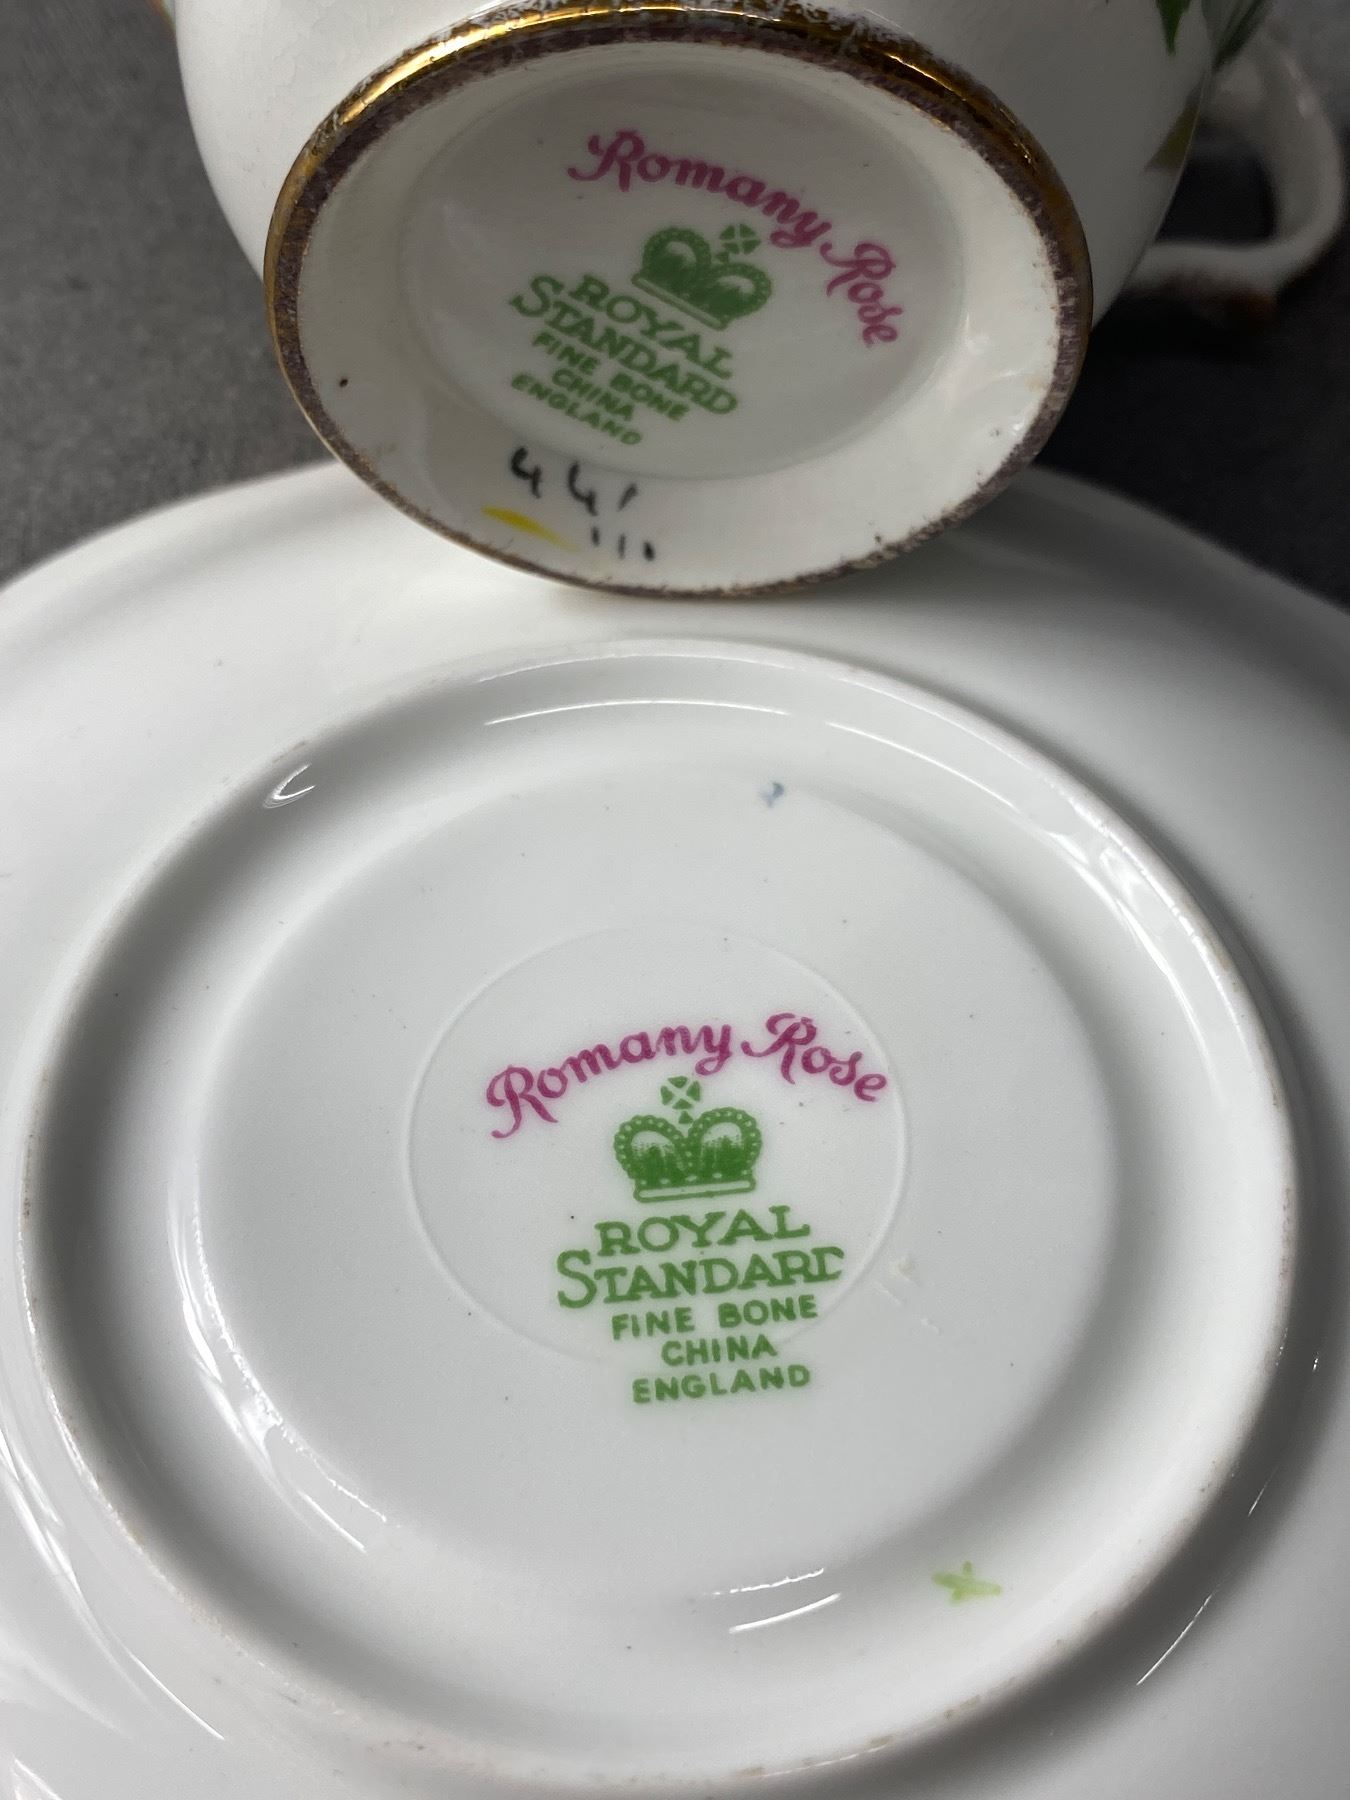 Romany Rose
ROYAL
STANDARD
FINE BONE
CHINA
ENGLAND
Romany Rose
ROYAL
STANDARD
FINE BONE
CHINA
ENGLAND